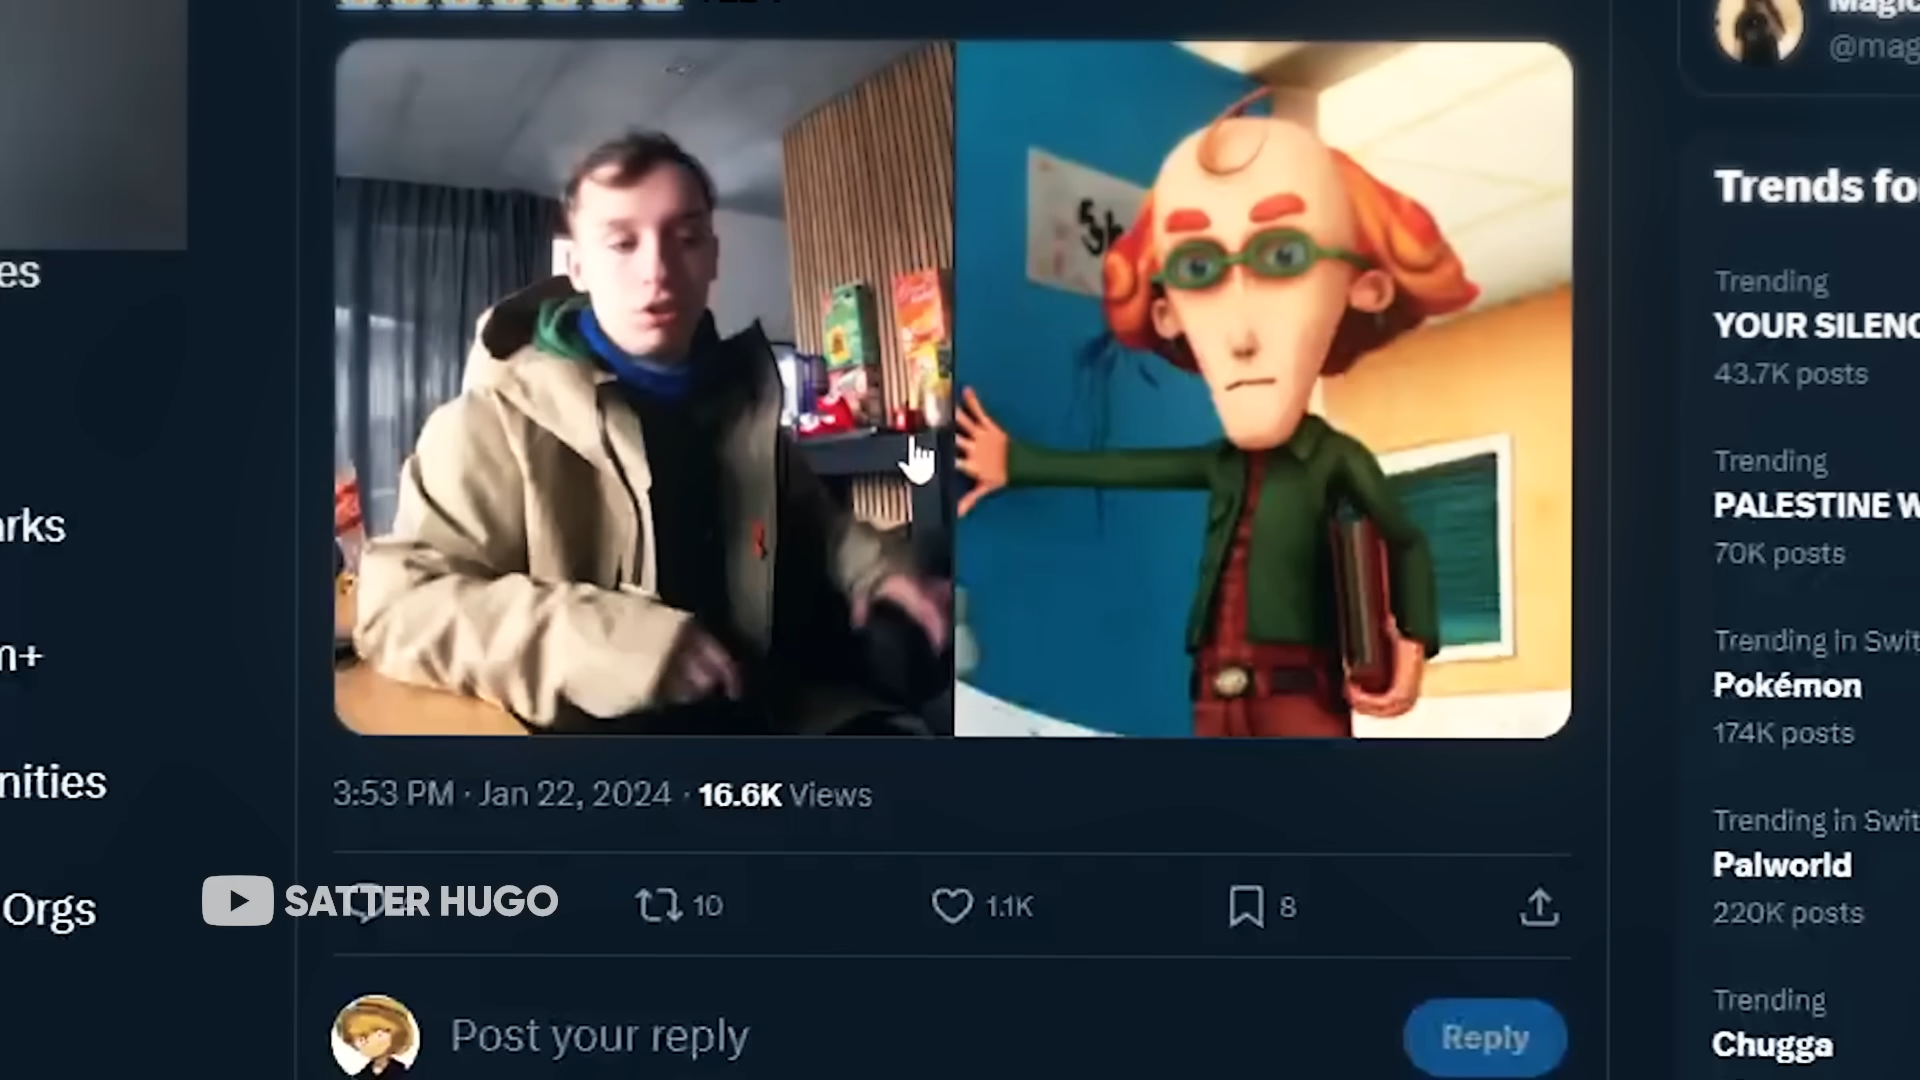 Magic
@mag
Trends fo
Trending
YOUR SILENC
43.7K posts
Trending
PALESTINE W
70K posts
Trending in Swit
Pokémon
174K posts
Trending in Swit
Palworld
220K posts
Trending
Chugga
es
arks
m+
nities
Orgs
3:53 PM · Jan 22, 2024 · 16.6K Views
SATTER HUGO
10
1.1K
8
Post your reply
Reply